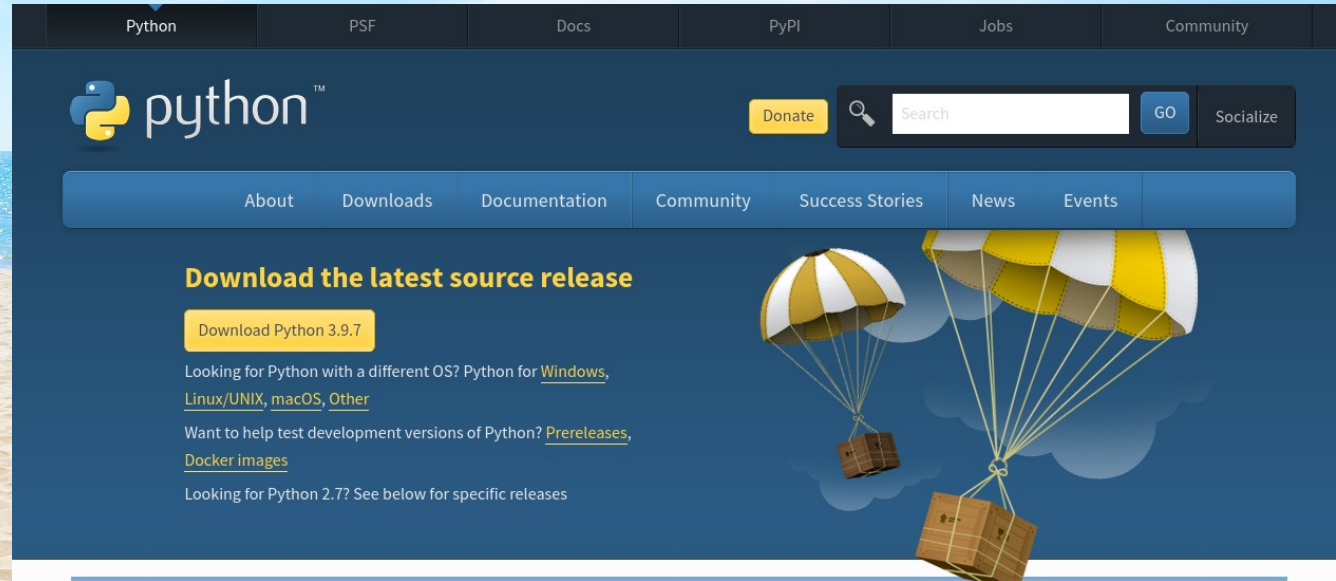 Python PSF Docs PyPI Jobs Community
python™
Donate Search GO Socialize
About Downloads Documentation Community Success Stories News Events
Download the latest source release
Download Python 3.9.7
Looking for Python with a different OS? Python for Windows,
Linux/UNIX, macOS, Other
Want to help test development versions of Python? Prereleases,
Docker images
Looking for Python 2.7? See below for specific releases